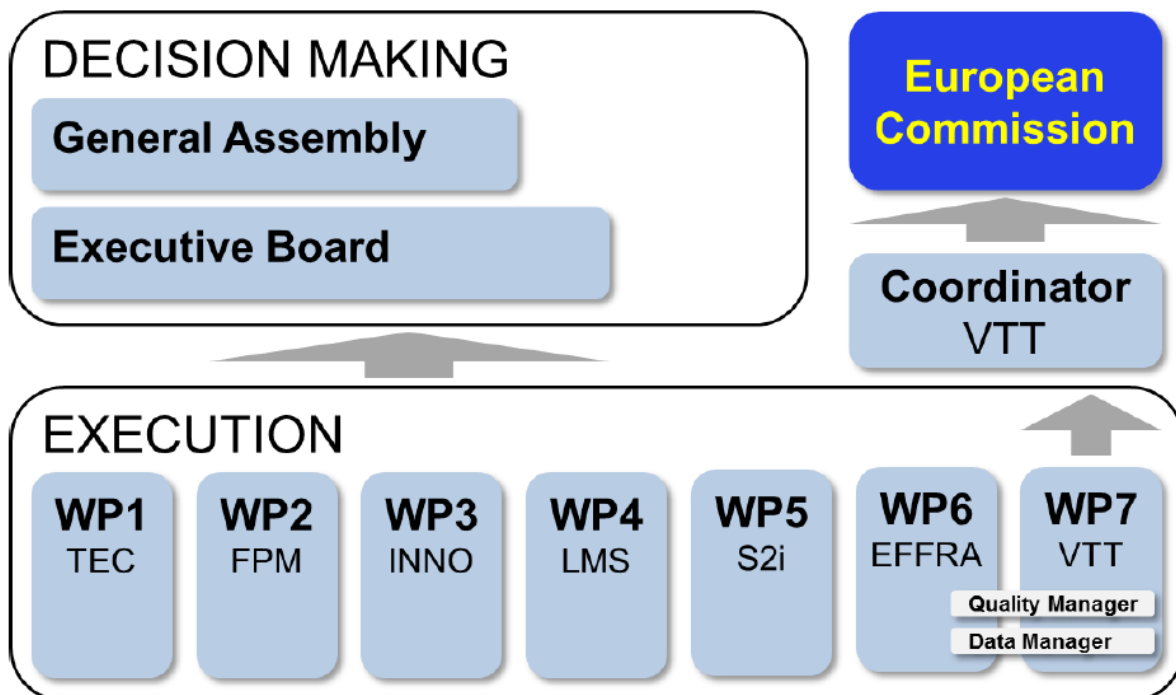 DECISION MAKING
General Assembly
Executive Board
European
Commission
Coordinator
VTT
EXECUTION
WP1
TEC
WP2
FPM
WP3
INNO
WP4
LMS
WP5
S2i
WP6
EFFRA
WP7
VTT
Quality Manager
Data Manager